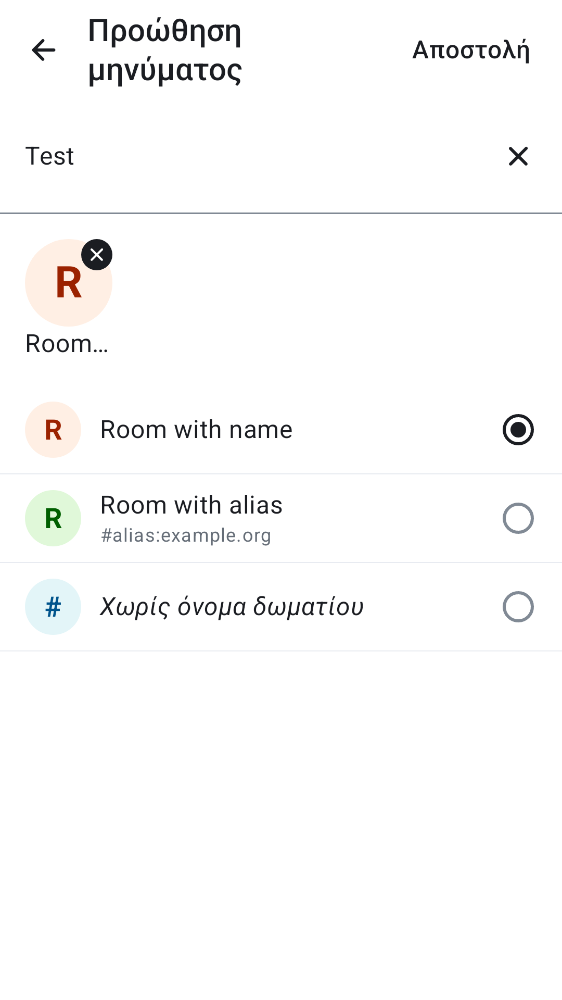 Προώθηση
μηνύματος
Αποστολή
Test
R
Room…
R
Room with name
R
Room with alias
#alias:example.org
#
Χωρίς όνομα δωματίου